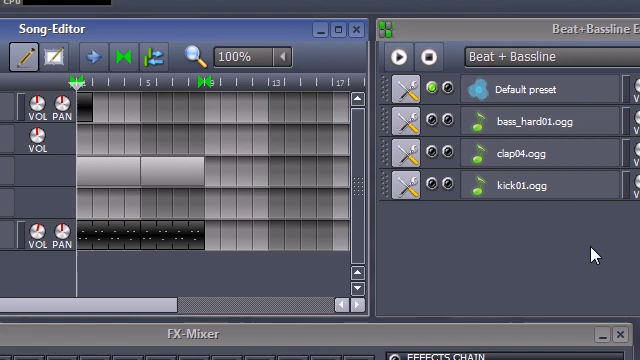 CPU
Song-Editor
Beat+Bassline E
100%
Beat + Bassline
5
9
13
17
VOL PAN
Default preset
VOL
bass_hard01.ogg
clap04.ogg
kick01.ogg
VOL PAN
FX-Mixer
EFFECTS CHAIN